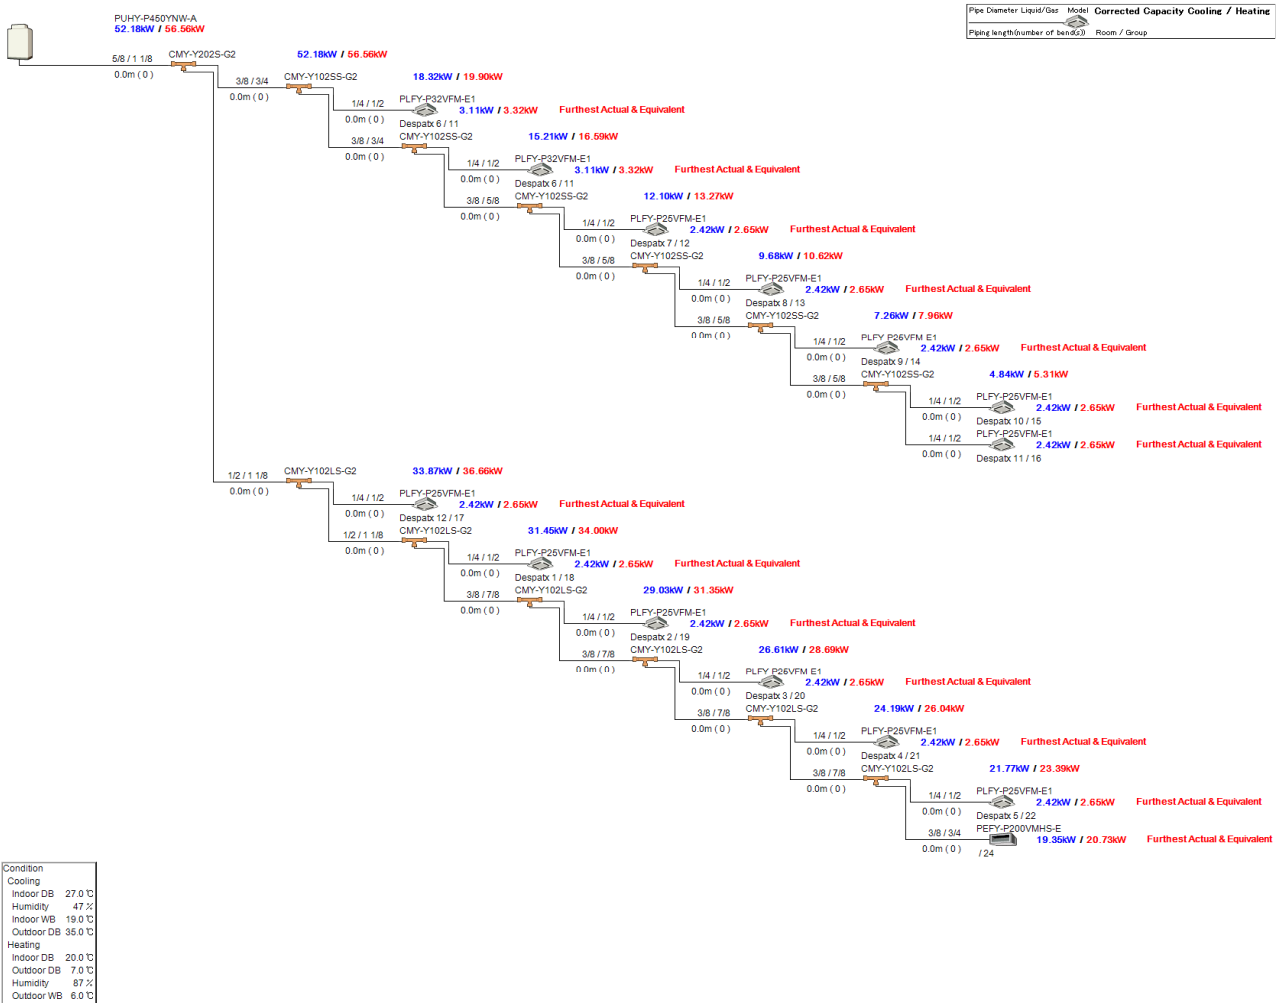 Pipe Diameter Liquid/Gas Model Corrected Capacity Cooling / Heating
Piping length(number of bend(s)) Room / Group
PUHY-P450YNW-A
52.18kW / 56.56kW
5/8 / 1 1/8
0.0m ( 0 )
CMY-Y202S-G2
3/8 / 3/4
0.0m ( 0 )
52.18kW / 56.56kW
CMY-Y102SS-G2
18.32kW / 19.90kW
1/4 / 1/2
0.0m ( 0 )
PLFY-P32VFM-E1
3.11kW / 3.32kW Furthest Actual & Equivalent
Despatx 6 / 11
3/8 / 3/4
0.0m ( 0 )
CMY-Y102SS-G2
15.21kW / 16.59kW
1/4 / 1/2
0.0m ( 0 )
PLFY-P32VFM-E1
3.11kW / 3.32kW Furthest Actual & Equivalent
Despatx 6 / 11
3/8 / 5/8
0.0m ( 0 )
CMY-Y102SS-G2
12.10kW / 13.27kW
1/4 / 1/2
0.0m ( 0 )
PLFY-P25VFM-E1
2.42kW / 2.65kW Furthest Actual & Equivalent
Despatx 7 / 12
3/8 / 5/8
0.0m ( 0 )
CMY-Y102SS-G2
9.68kW / 10.62kW
1/4 / 1/2
0.0m ( 0 )
PLFY-P25VFM-E1
2.42kW / 2.65kW Furthest Actual & Equivalent
Despatx 8 / 13
3/8 / 5/8
0.0m ( 0 )
CMY-Y102SS-G2
7.26kW / 7.96kW
1/4 / 1/2
0.0m ( 0 )
PLFY-P25VFM-E1
2.42kW / 2.65kW Furthest Actual & Equivalent
Despatx 9 / 14
3/8 / 5/8
0.0m ( 0 )
CMY-Y102SS-G2
4.84kW / 5.31kW
1/4 / 1/2
0.0m ( 0 )
PLFY-P25VFM-E1
2.42kW / 2.65kW Furthest Actual & Equivalent
Despatx 10 / 15
1/4 / 1/2
0.0m ( 0 )
PLFY-P25VFM-E1
2.42kW / 2.65kW Furthest Actual & Equivalent
Despatx 11 / 16
1/2 / 1 1/8
0.0m ( 0 )
CMY-Y102LS-G2
33.87kW / 36.66kW
1/4 / 1/2
0.0m ( 0 )
PLFY-P25VFM-E1
2.42kW / 2.65kW Furthest Actual & Equivalent
Despatx 12 / 17
1/2 / 1 1/8
0.0m ( 0 )
CMY-Y102LS-G2
31.45kW / 34.00kW
1/4 / 1/2
0.0m ( 0 )
PLFY-P25VFM-E1
2.42kW / 2.65kW Furthest Actual & Equivalent
Despatx 1 / 18
3/8 / 7/8
0.0m ( 0 )
CMY-Y102LS-G2
29.03kW / 31.35kW
1/4 / 1/2
0.0m ( 0 )
PLFY-P25VFM-E1
2.42kW / 2.65kW Furthest Actual & Equivalent
Despatx 2 / 19
3/8 / 7/8
0.0m ( 0 )
CMY-Y102LS-G2
26.61kW / 28.69kW
1/4 / 1/2
0.0m ( 0 )
PLFY-P25VFM-E1
2.42kW / 2.65kW Furthest Actual & Equivalent
Despatx 3 / 20
3/8 / 7/8
0.0m ( 0 )
CMY-Y102LS-G2
24.19kW / 26.04kW
1/4 / 1/2
0.0m ( 0 )
PLFY-P25VFM-E1
2.42kW / 2.65kW Furthest Actual & Equivalent
Despatx 4 / 21
3/8 / 7/8
0.0m ( 0 )
CMY-Y102LS-G2
21.77kW / 23.39kW
1/4 / 1/2
0.0m ( 0 )
PLFY-P25VFM-E1
2.42kW / 2.65kW Furthest Actual & Equivalent
Despatx 5 / 22
3/8 / 3/4
0.0m ( 0 )
PEFY-P200VMHS-E
19.35kW / 20.73kW Furthest Actual & Equivalent
/ 24
Condition
Cooling
Indoor DB 27.0 ℃
Humidity 47 %
Indoor WB 19.0 ℃
Outdoor DB 35.0 ℃
Heating
Indoor DB 20.0 ℃
Outdoor DB 7.0 ℃
Humidity 87 %
Outdoor WB 6.0 ℃